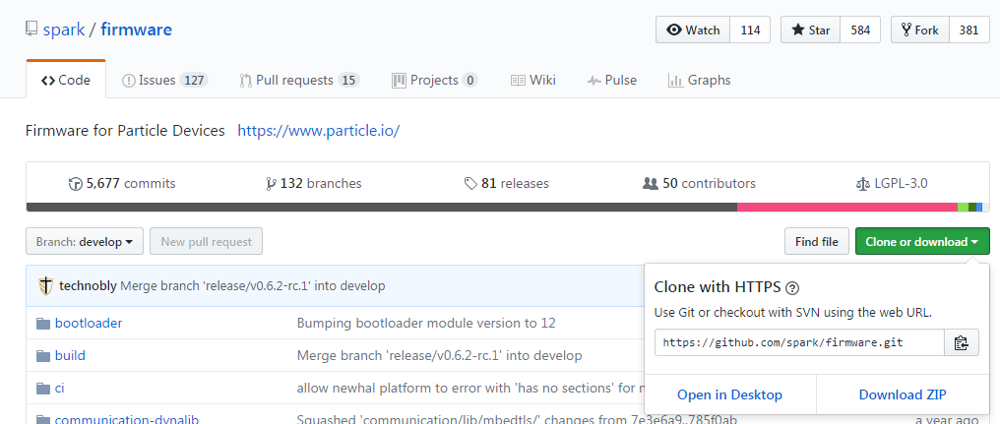 spark / firmware Watch 114 Star 584 Fork 381
Code Issues 127 Pull requests 15 Projects 0 Wiki Pulse Graphs
Firmware for Particle Devices https://www.particle.io/
5,677 commits 132 branches 81 releases 50 contributors LGPL-3.0
Branch: develop New pull request Find file Clone or download
technobly Merge branch 'release/v0.6.2-rc.1' into develop
Clone with HTTPS
Use Git or checkout with SVN using the web URL.
bootloader Bumping bootloader module version to 12
https://github.com/spark/firmware.git
build Merge branch 'release/v0.6.2-rc.1' into develop
ci allow newhal platform to error with 'has no sections' for
Open in Desktop Download ZIP
communication-dynalib Squashed 'communication/lib/mbedtls/' changes from 7e3e6a9..785f0ab a year ago